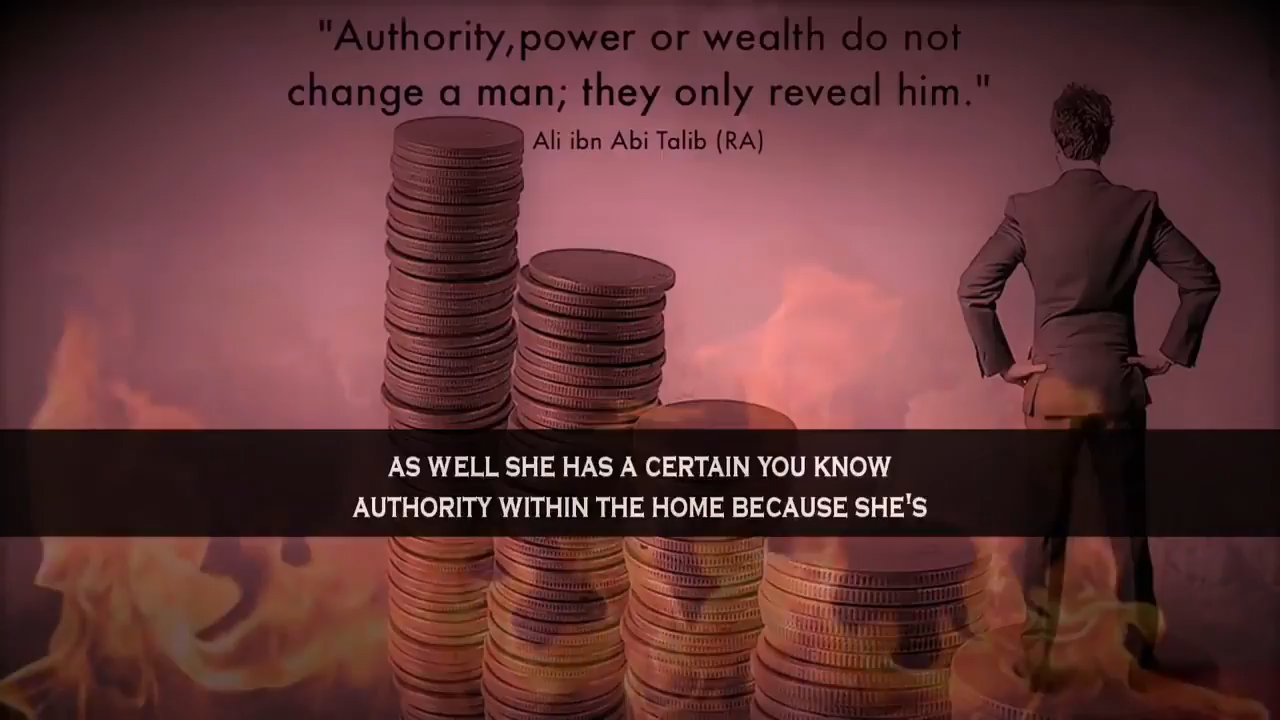 "Authority,power or wealth do not
change a man; they only reveal him."
Ali ibn Abi Talib (RA)
AS WELL SHE HAS A CERTAIN YOU KNOW
AUTHORITY WITHIN THE HOME BECAUSE SHE'S